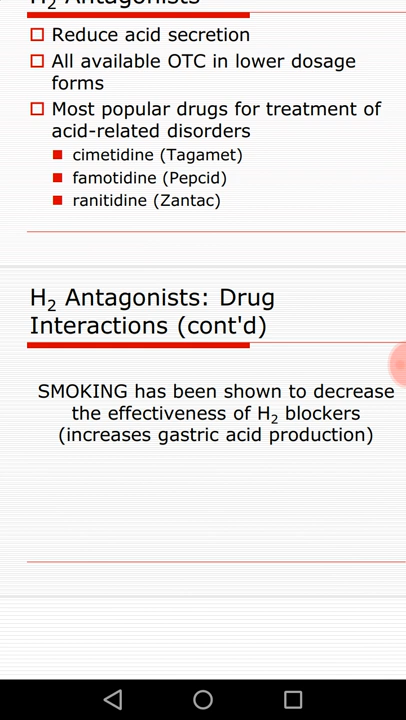 H2 Antagonists
Reduce acid secretion
All available OTC in lower dosage
forms
Most popular drugs for treatment of
acid-related disorders
cimetidine (Tagamet)
famotidine (Pepcid)
ranitidine (Zantac)
H2 Antagonists: Drug
Interactions (cont'd)
SMOKING has been shown to decrease
the effectiveness of H2 blockers
(increases gastric acid production)